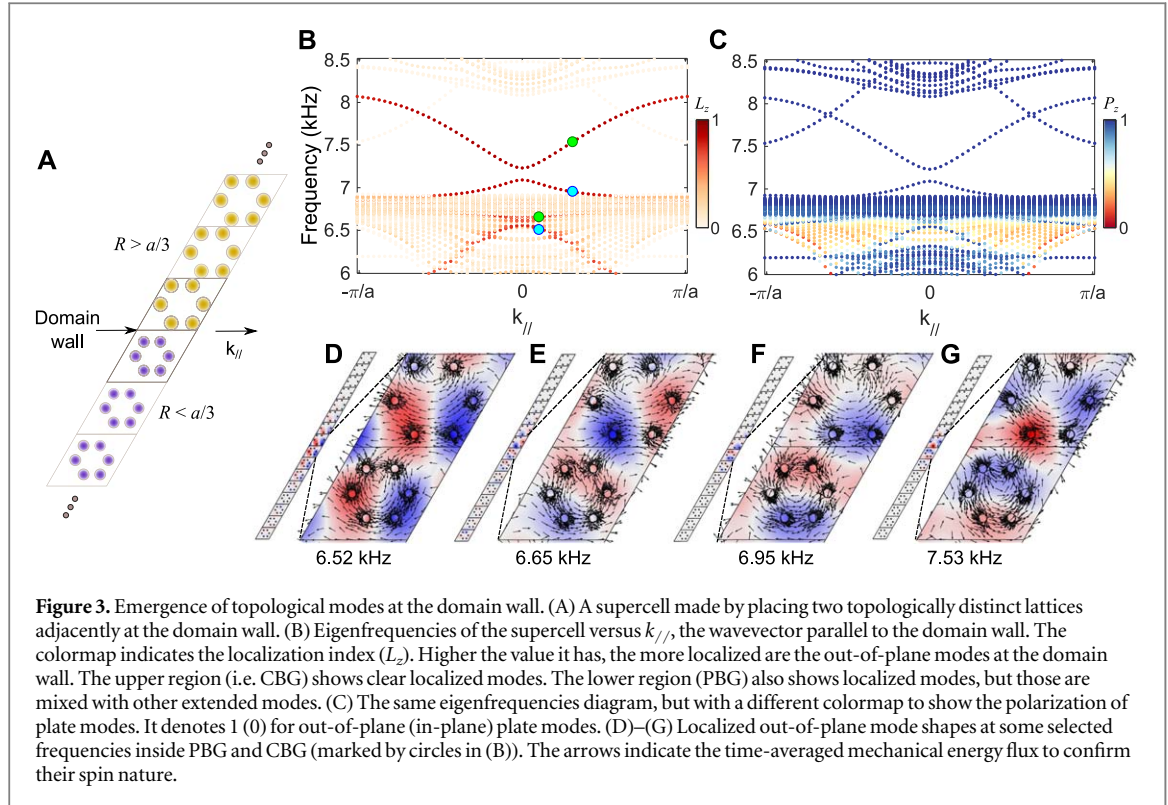 B
C
8.5
8
7.5
7
6.5
6
Frequency (kHz)
-π/a
0
π/a
k//
Lz
1
0
-π/a
0
π/a
k//
Pz
1
0
A
R > a/3
Domain
wall
k//
R < a/3
D
E
F
G
6.52 kHz
6.65 kHz
6.95 kHz
7.53 kHz
Figure 3. Emergence of topological modes at the domain wall. (A) A supercell made by placing two topologically distinct lattices
adjacently at the domain wall. (B) Eigenfrequencies of the supercell versus k//, the wavevector parallel to the domain wall. The
colormap indicates the localization index (Lz). Higher the value it has, the more localized are the out-of-plane modes at the domain
wall. The upper region (i.e. CBG) shows clear localized modes. The lower region (PBG) also shows localized modes, but those are
mixed with other extended modes. (C) The same eigenfrequencies diagram, but with a different colormap to show the polarization of
plate modes. It denotes 1 (0) for out-of-plane (in-plane) plate modes. (D)–(G) Localized out-of-plane mode shapes at some selected
frequencies inside PBG and CBG (marked by circles in (B)). The arrows indicate the time-averaged mechanical energy flux to confirm
their spin nature.